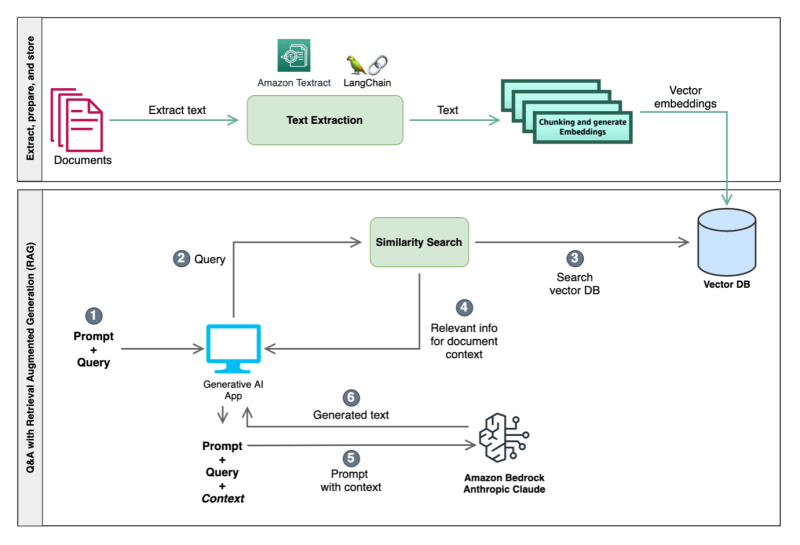 Extract, prepare, and store
Amazon Textract
LangChain
Documents
Extract text
Text Extraction
Text
Chunking and generate
Embeddings
Vector
embeddings
Q&A with Retrieval Augmented Generation (RAG)
1
Prompt
+
Query
2 Query
Similarity Search
3
Search
vector DB
Vector DB
4
Relevant info
for document
context
Generative AI
App
6
Generated text
Prompt
+
Query
+
Context
5
Prompt
with context
Amazon Bedrock
Anthropic Claude